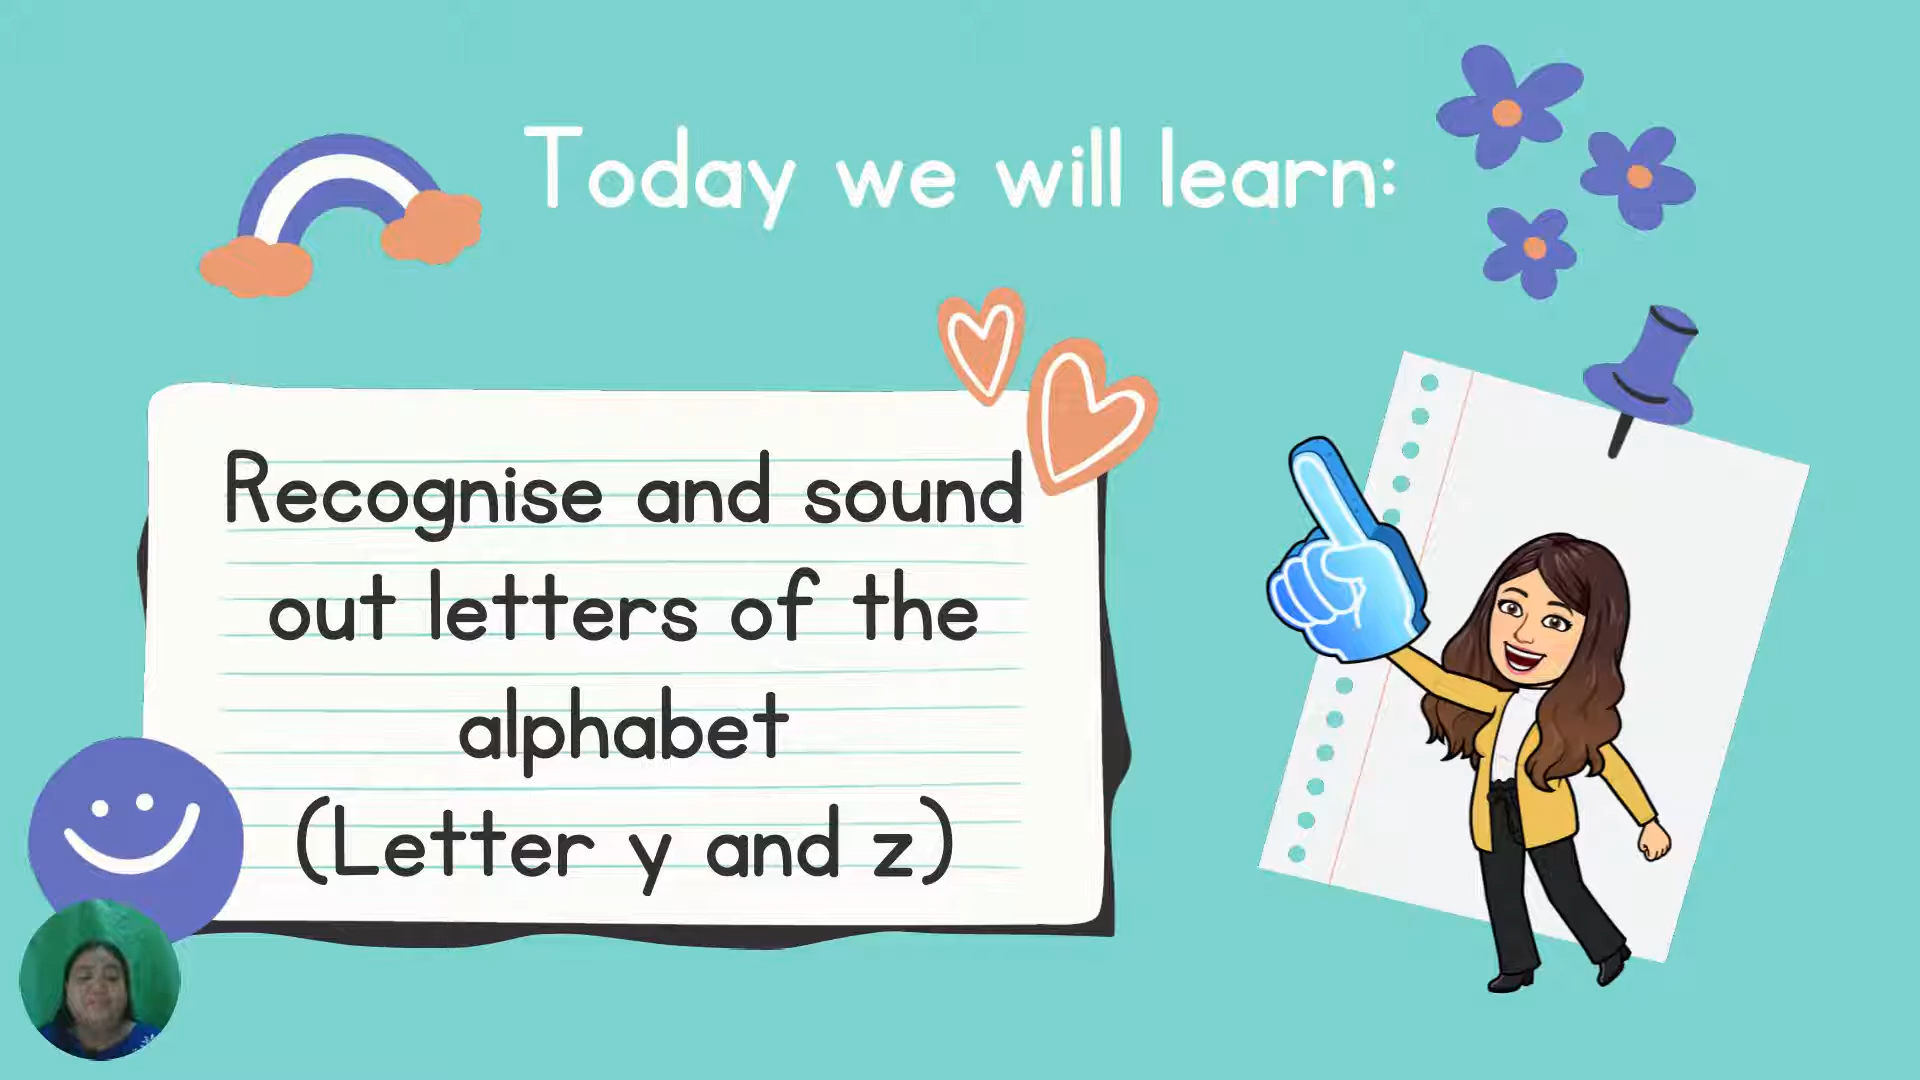 Today we will learn:
Recognise and sound
out letters of the
alphabet
(Letter y and z)